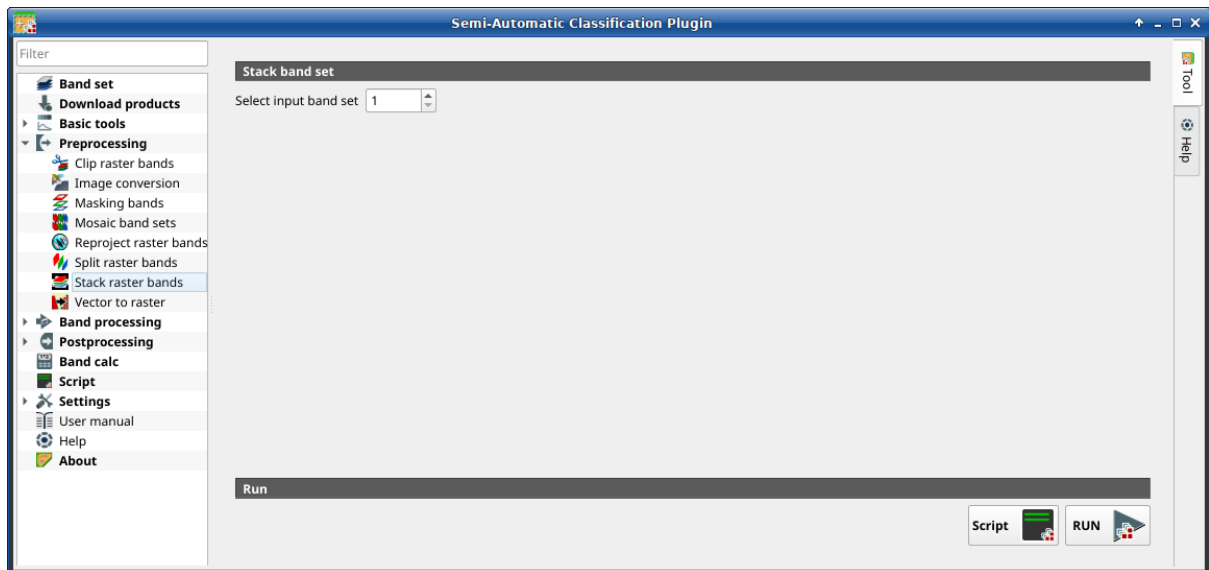 Semi-Automatic Classification Plugin
Filter
Band set
Download products
Basic tools
Preprocessing
Clip raster bands
Image conversion
Masking bands
Mosaic band sets
Reproject raster bands
Split raster bands
Stack raster bands
Vector to raster
Band processing
Postprocessing
Band calc
Script
Settings
User manual
Help
About
Stack band set
Select input band set 1
Run
Script RUN
Tool
Help